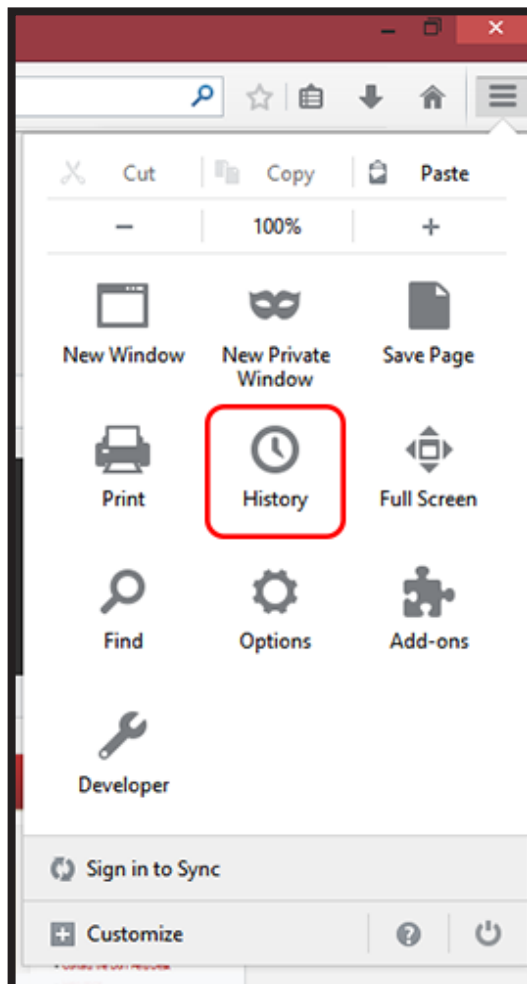 Cut Copy Paste
100%
New Window New Private Window Save Page
Print History Full Screen
Find Options Add-ons
Developer
Sign in to Sync
Customize